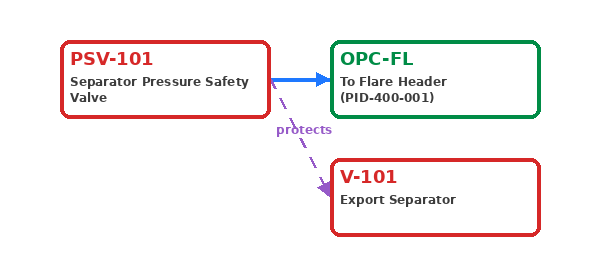 PSV-101
Separator Pressure Safety
Valve
OPC-FL
To Flare Header
(PID-400-001)
protects
V-101
Export Separator